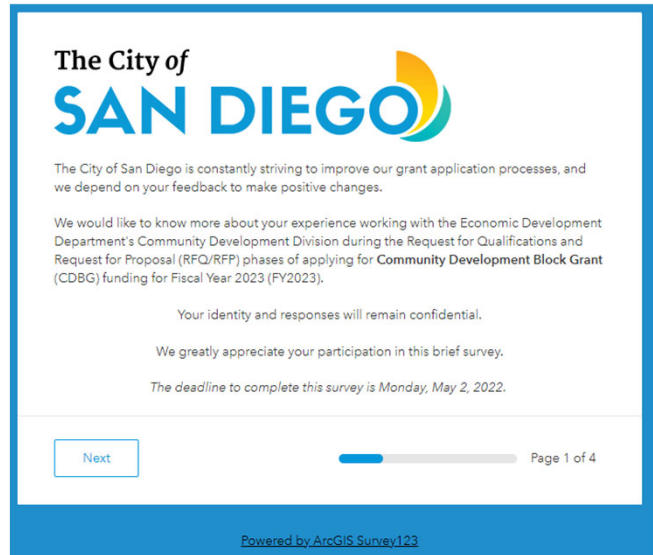 The City of
SAN DIEGO
The City of San Diego is constantly striving to improve our grant application processes, and
we depend on your feedback to make positive changes.
We would like to know more about your experience working with the Economic Development
Department's Community Development Division during the Request for Qualifications and
Request for Proposal (RFQ/RFP) phases of applying for Community Development Block Grant
(CDBG) funding for Fiscal Year 2023 (FY2023).
Your identity and responses will remain confidential.
We greatly appreciate your participation in this brief survey.
The deadline to complete this survey is Monday, May 2, 2022.
Next
Page 1 of 4
Powered by ArcGIS Survey123